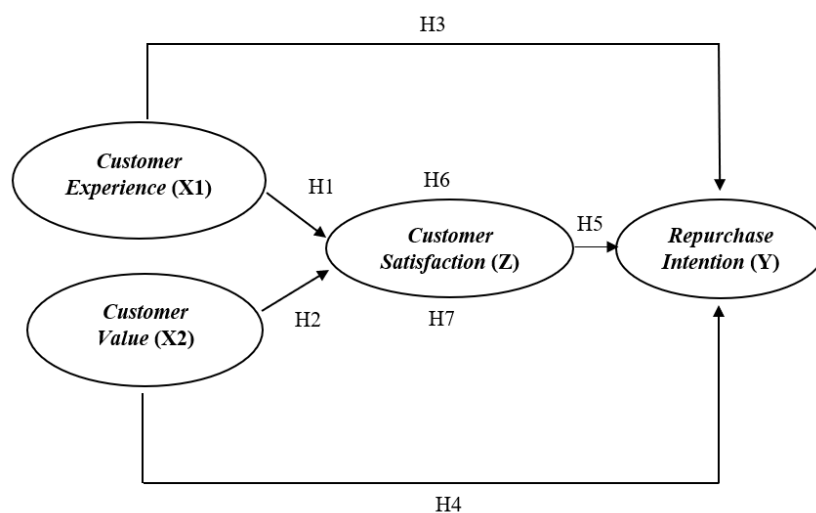 H3
Customer
Experience (X1)
H1
H6
Customer
Satisfaction (Z)
H5
Repurchase
Intention (Y)
Customer
Value (X2)
H2
H7
H4